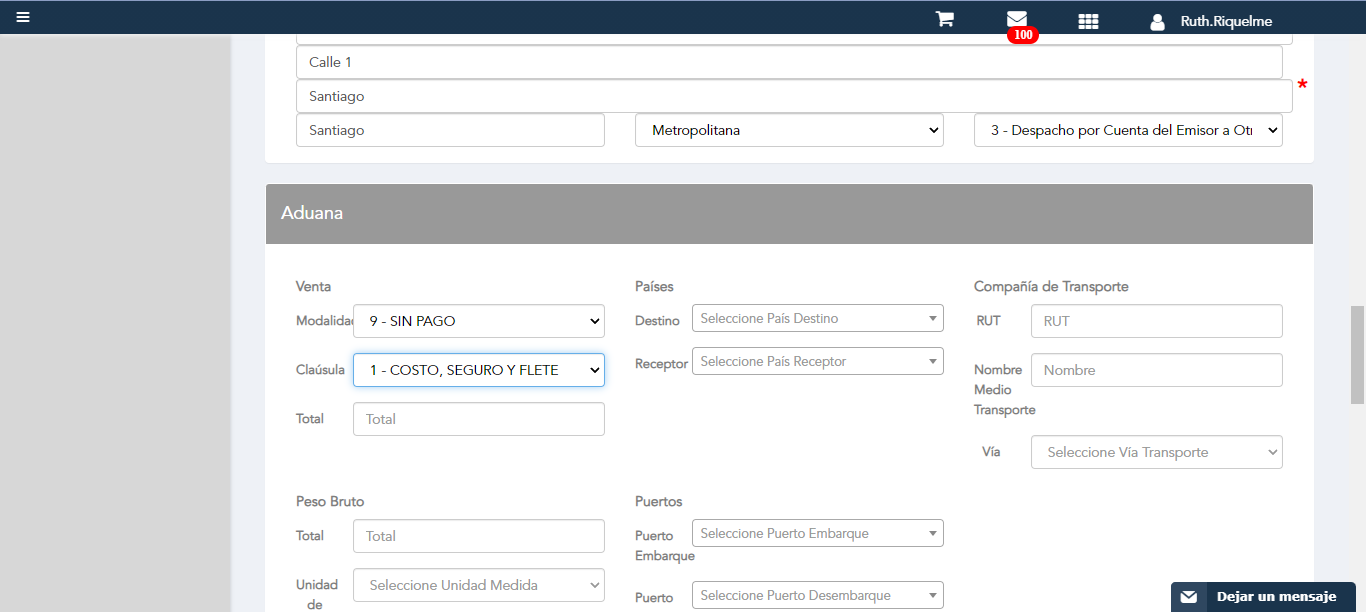 Ruth.Riquelme
100
Calle 1
Santiago
*
Santiago
Metropolitana
3 - Despacho por Cuenta del Emisor a Otr
Aduana
Venta
Países
Compañía de Transporte
Modalidad
9 - SIN PAGO
Destino
Seleccione País Destino
RUT
RUT
Claúsula
1 - COSTO, SEGURO Y FLETE
Receptor
Seleccione País Receptor
Nombre
Medio
Transporte
Nombre
Total
Total
Vía
Seleccione Vía Transporte
Peso Bruto
Puertos
Total
Total
Puerto
Embarque
Seleccione Puerto Embarque
Unidad
de
Seleccione Unidad Medida
Puerto
Seleccione Puerto Desembarque
Dejar un mensaje